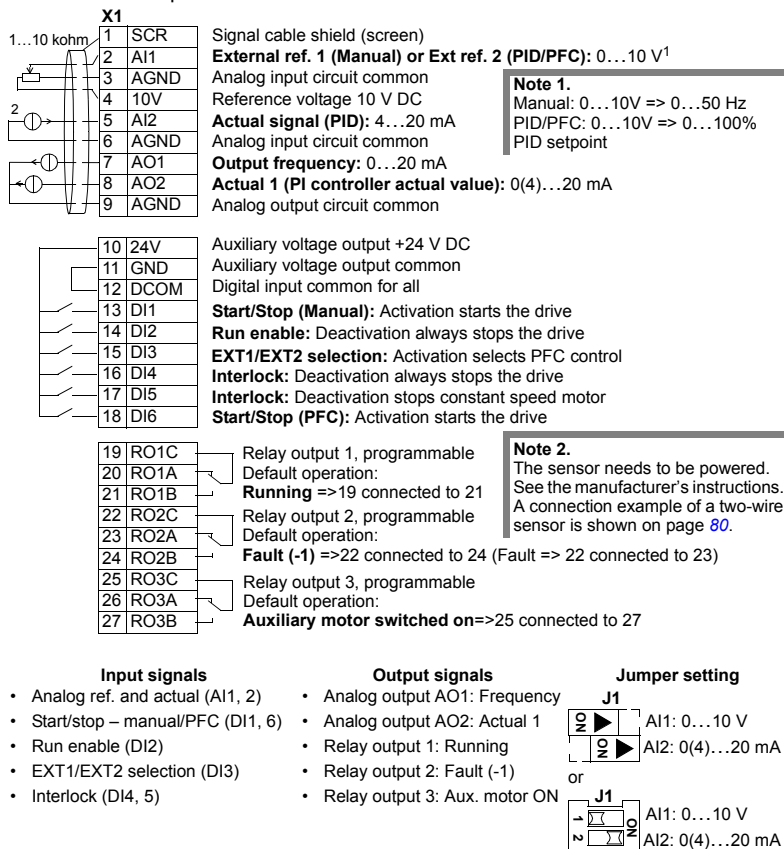 X1
1…10 kohm
1 SCR Signal cable shield (screen)
2 AI1 External ref. 1 (Manual) or Ext ref. 2 (PID/PFC): 0…10 V1
3 AGND Analog input circuit common
4 10V Reference voltage 10 V DC
2
5 AI2 Actual signal (PID): 4…20 mA
6 AGND Analog input circuit common
7 AO1 Output frequency: 0…20 mA
8 AO2 Actual 1 (PI controller actual value): 0(4)…20 mA
9 AGND Analog output circuit common
Note 1.
Manual: 0…10V => 0…50 Hz
PID/PFC: 0…10V => 0…100%
PID setpoint
10 24V Auxiliary voltage output +24 V DC
11 GND Auxiliary voltage output common
12 DCOM Digital input common for all
13 DI1 Start/Stop (Manual): Activation starts the drive
14 DI2 Run enable: Deactivation always stops the drive
15 DI3 EXT1/EXT2 selection: Activation selects PFC control
16 DI4 Interlock: Deactivation always stops the drive
17 DI5 Interlock: Deactivation stops constant speed motor
18 DI6 Start/Stop (PFC): Activation starts the drive
19 RO1C Relay output 1, programmable
20 RO1A Default operation:
21 RO1B Running =>19 connected to 21
22 RO2C Relay output 2, programmable
23 RO2A Default operation:
24 RO2B Fault (-1) =>22 connected to 24 (Fault => 22 connected to 23)
25 RO3C Relay output 3, programmable
26 RO3A Default operation:
27 RO3B Auxiliary motor switched on=>25 connected to 27
Note 2.
The sensor needs to be powered.
See the manufacturer's instructions.
A connection example of a two-wire
sensor is shown on page 80.
Input signals
• Analog ref. and actual (AI1, 2)
• Start/stop – manual/PFC (DI1, 6)
• Run enable (DI2)
• EXT1/EXT2 selection (DI3)
• Interlock (DI4, 5)
Output signals
• Analog output AO1: Frequency
• Analog output AO2: Actual 1
• Relay output 1: Running
• Relay output 2: Fault (-1)
• Relay output 3: Aux. motor ON
Jumper setting
J1
ON AI1: 0…10 V
ON AI2: 0(4)…20 mA
or
J1
1 AI1: 0…10 V
ON
2 AI2: 0(4)…20 mA